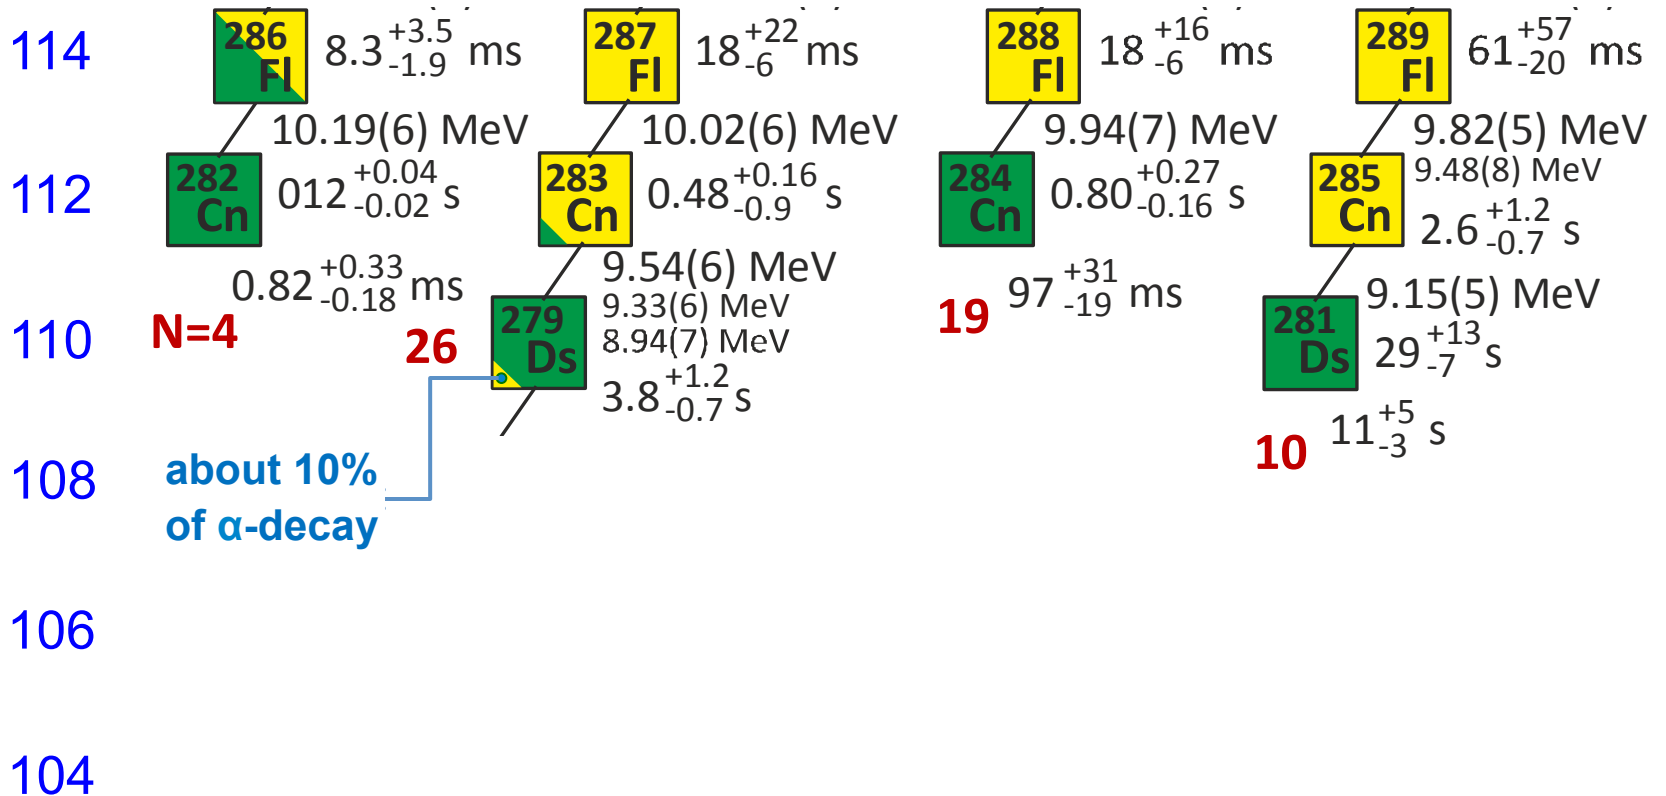 114
286 Fl
8.3 +3.5 -1.9 ms
287 Fl
18 +22 -6 ms
288 Fl
18 +16 -6 ms
289 Fl
61 +57 -20 ms
10.19(6) MeV
10.02(6) MeV
9.94(7) MeV
9.82(5) MeV
112
282 Cn
012 +0.04 -0.02 s
283 Cn
0.48 +0.16 -0.9 s
284 Cn
0.80 +0.27 -0.16 s
285 Cn
9.48(8) MeV
2.6 +1.2 -0.7 s
0.82 +0.33 -0.18 ms
9.54(6) MeV
97 +31 -19 ms
9.15(5) MeV
110
N=4
26
279 Ds
9.33(6) MeV
8.94(7) MeV
3.8 +1.2 -0.7 s
19
281 Ds
29 +13 -7 s
11 +5 -3 s
10
108
about 10%
of α-decay
106
104